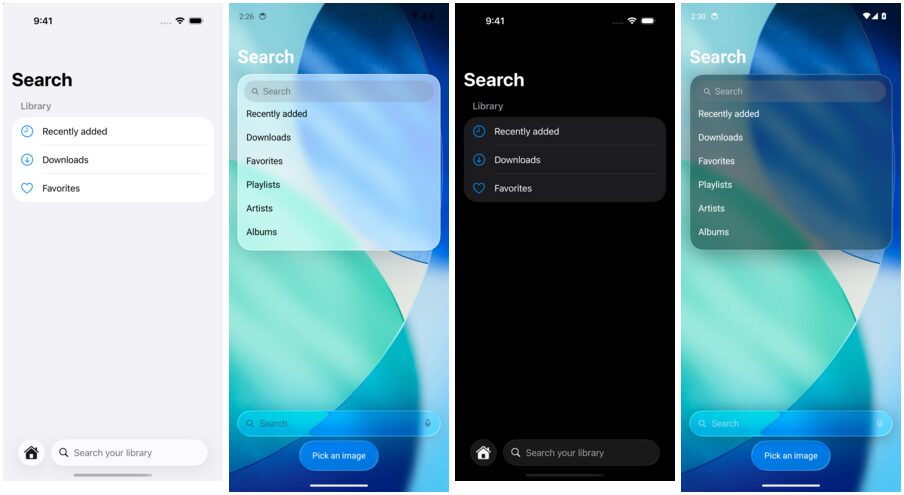 9:41
Search
Library
Recently added
Downloads
Favorites
Search your library
2:26
Search
Search
Recently added
Downloads
Favorites
Playlists
Artists
Albums
Search
Pick an image
9:41
Search
Library
Recently added
Downloads
Favorites
Search your library
2:30
Search
Search
Recently added
Downloads
Favorites
Playlists
Artists
Albums
Search
Pick an image